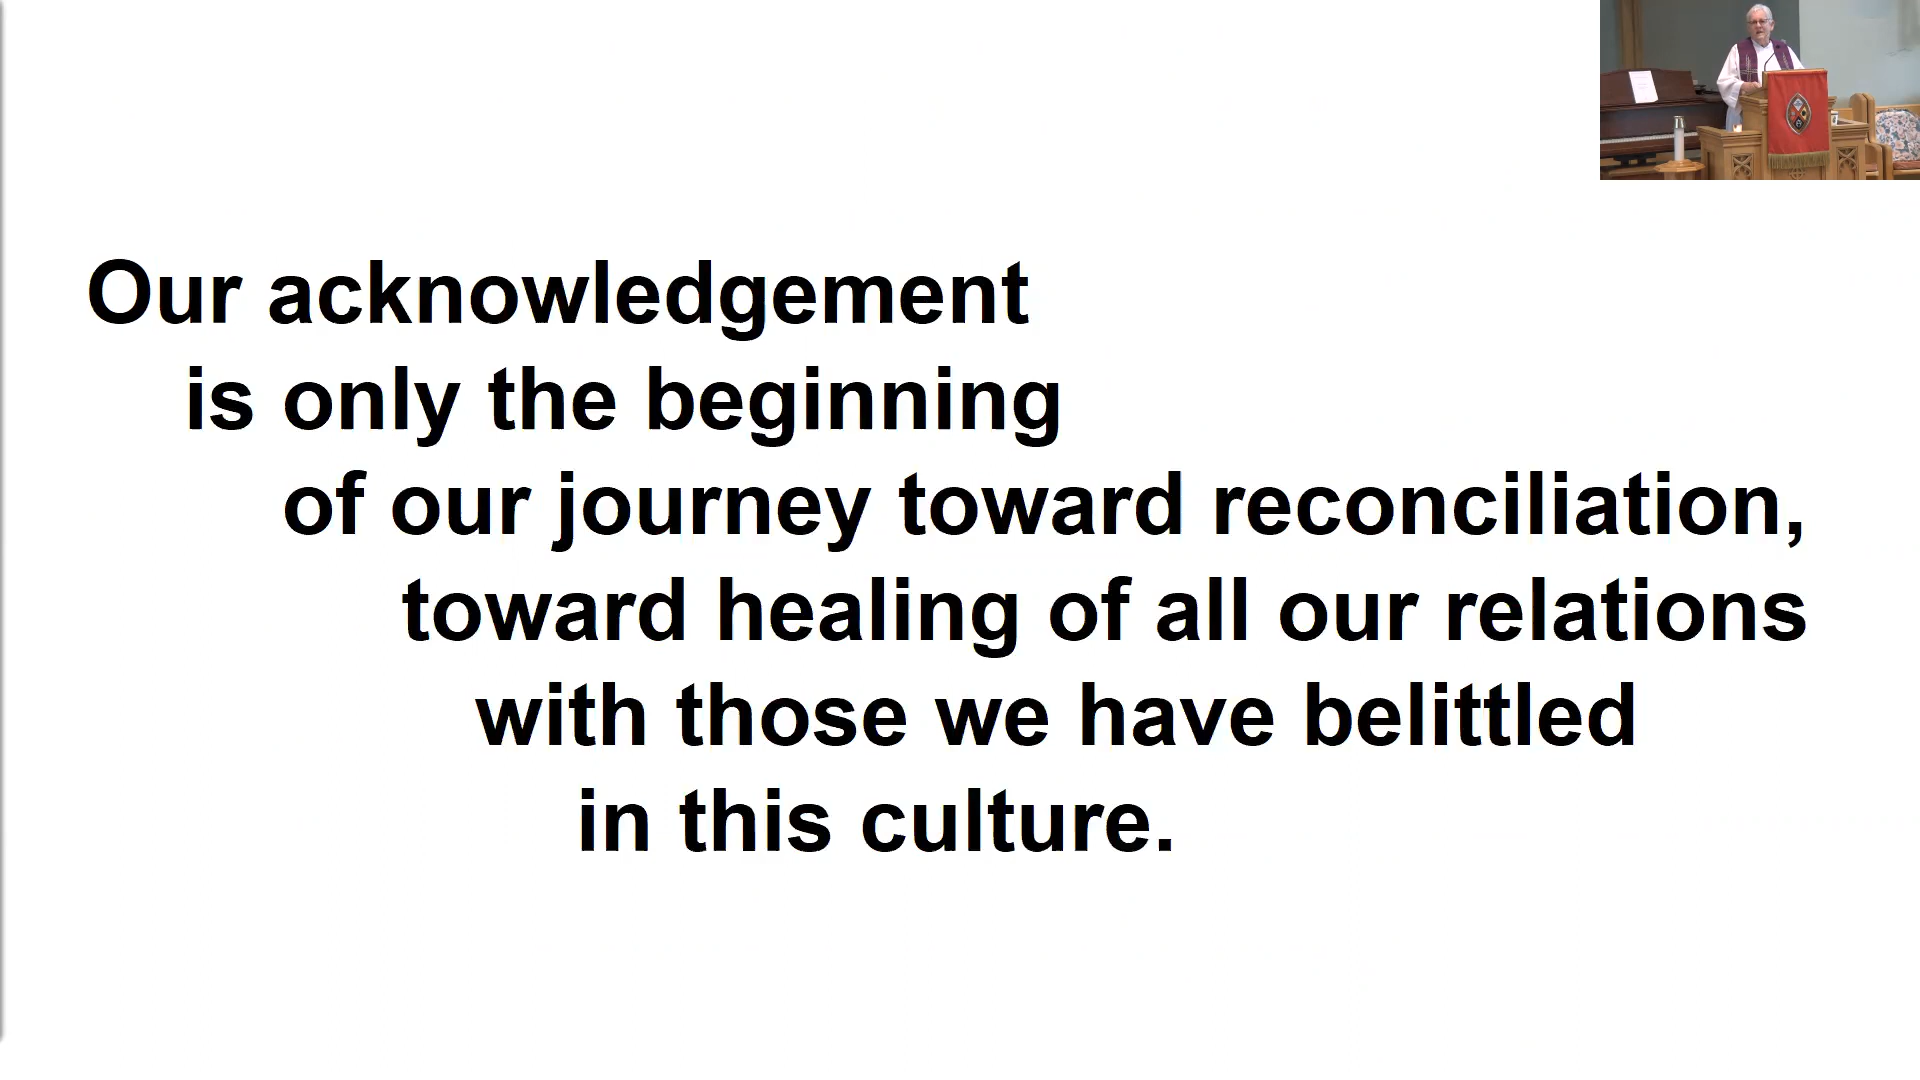 Our acknowledgement
is only the beginning
of our journey toward reconciliation,
toward healing of all our relations
with those we have belittled
in this culture.